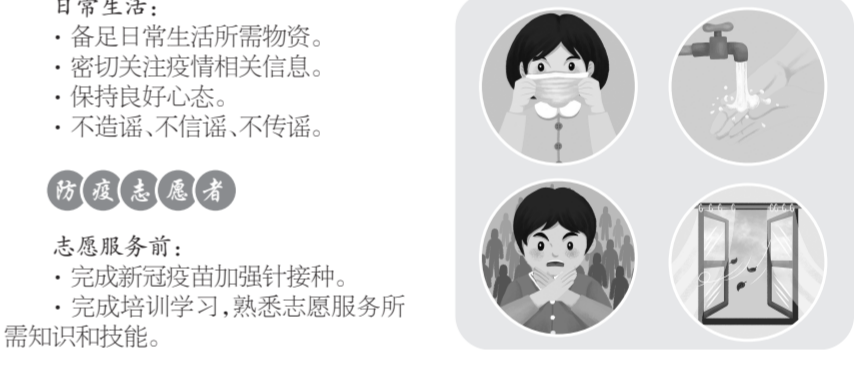 日常生活:
·备足日常生活所需物资。
·密切关注疫情相关信息。
·保持良好心态。
·不造谣、不信谣、不传谣。
防疫志愿者
志愿服务前:
·完成新冠疫苗加强针接种。
·完成培训学习,熟悉志愿服务所
需知识和技能。